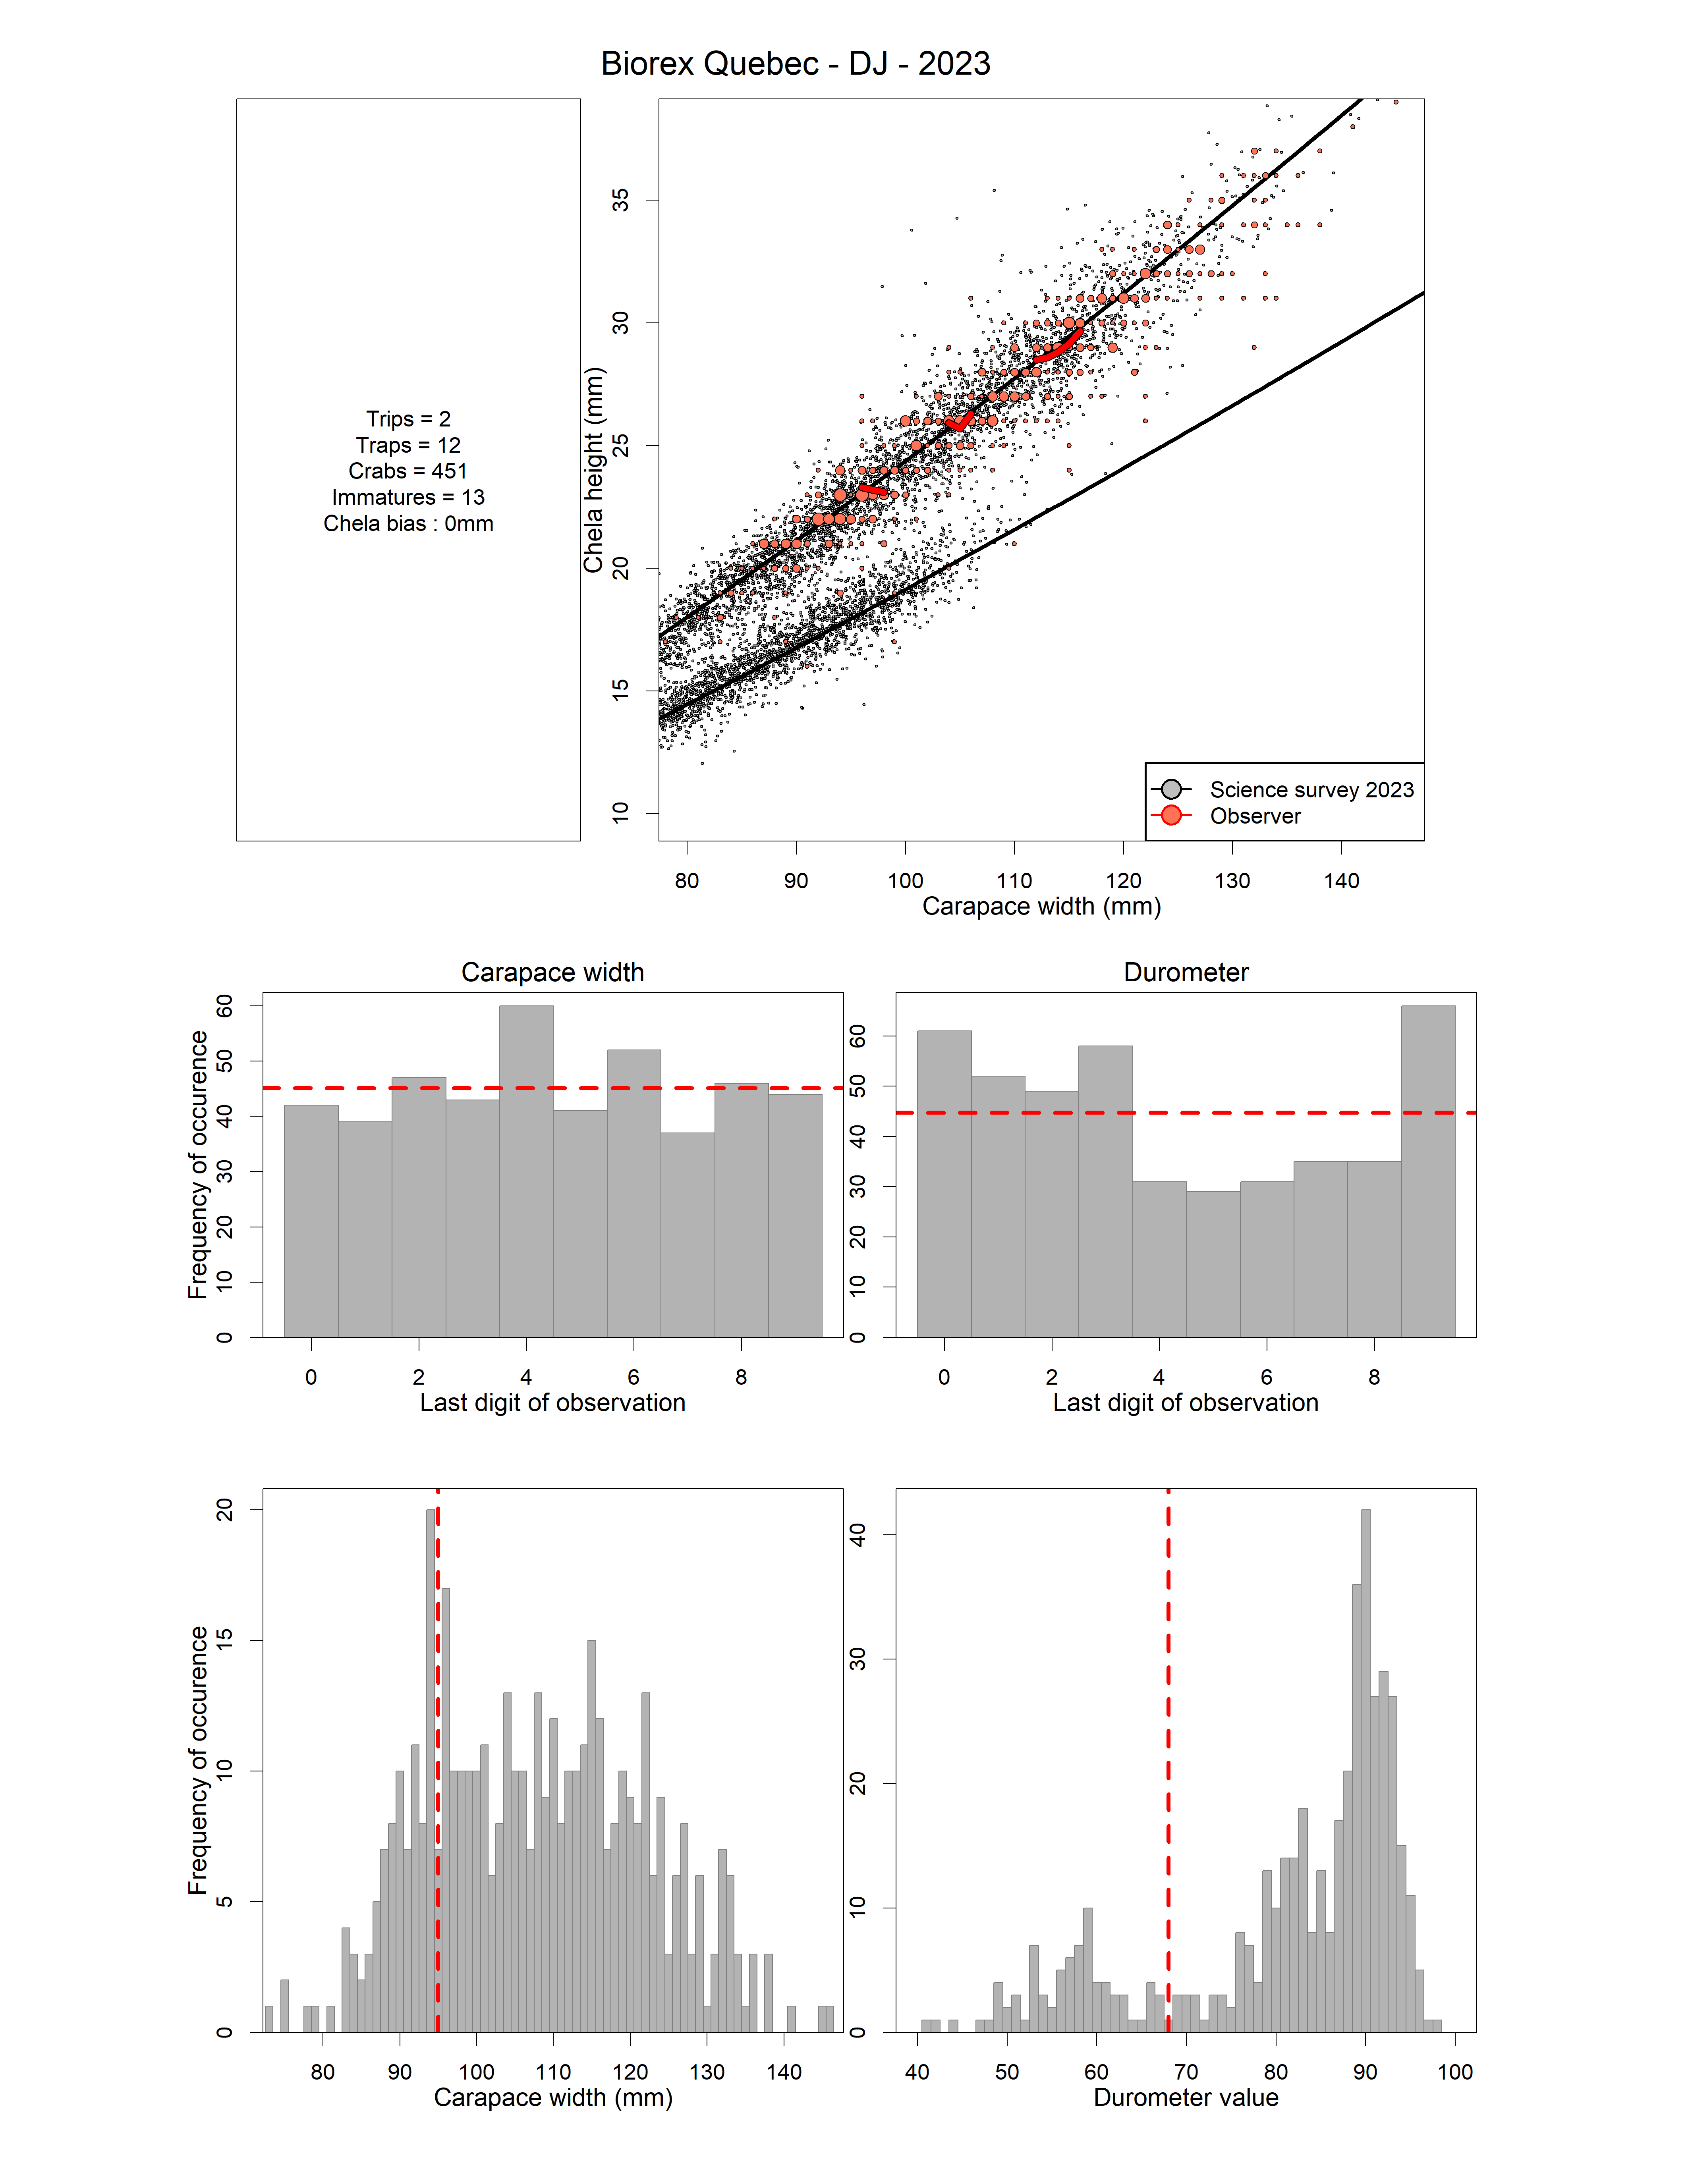 Biorex Quebec - DJ - 2023
Trips = 2
Traps = 12
Crabs = 451
Immatures = 13
Chela bias : 0mm
Chela height (mm)
35
30
25
20
15
10
Science survey 2023
Observer
80 90 100 110 120 130 140
Carapace width (mm)
Carapace width
Frequency of occurence
60
50
40
30
20
10
0
0 2 4 6 8
Last digit of observation
Durometer
60
50
40
30
20
10
0
0 2 4 6 8
Last digit of observation
Frequency of occurence
20
15
10
5
0
80 90 100 110 120 130 140
Carapace width (mm)
40
30
20
10
0
40 50 60 70 80 90 100
Durometer value